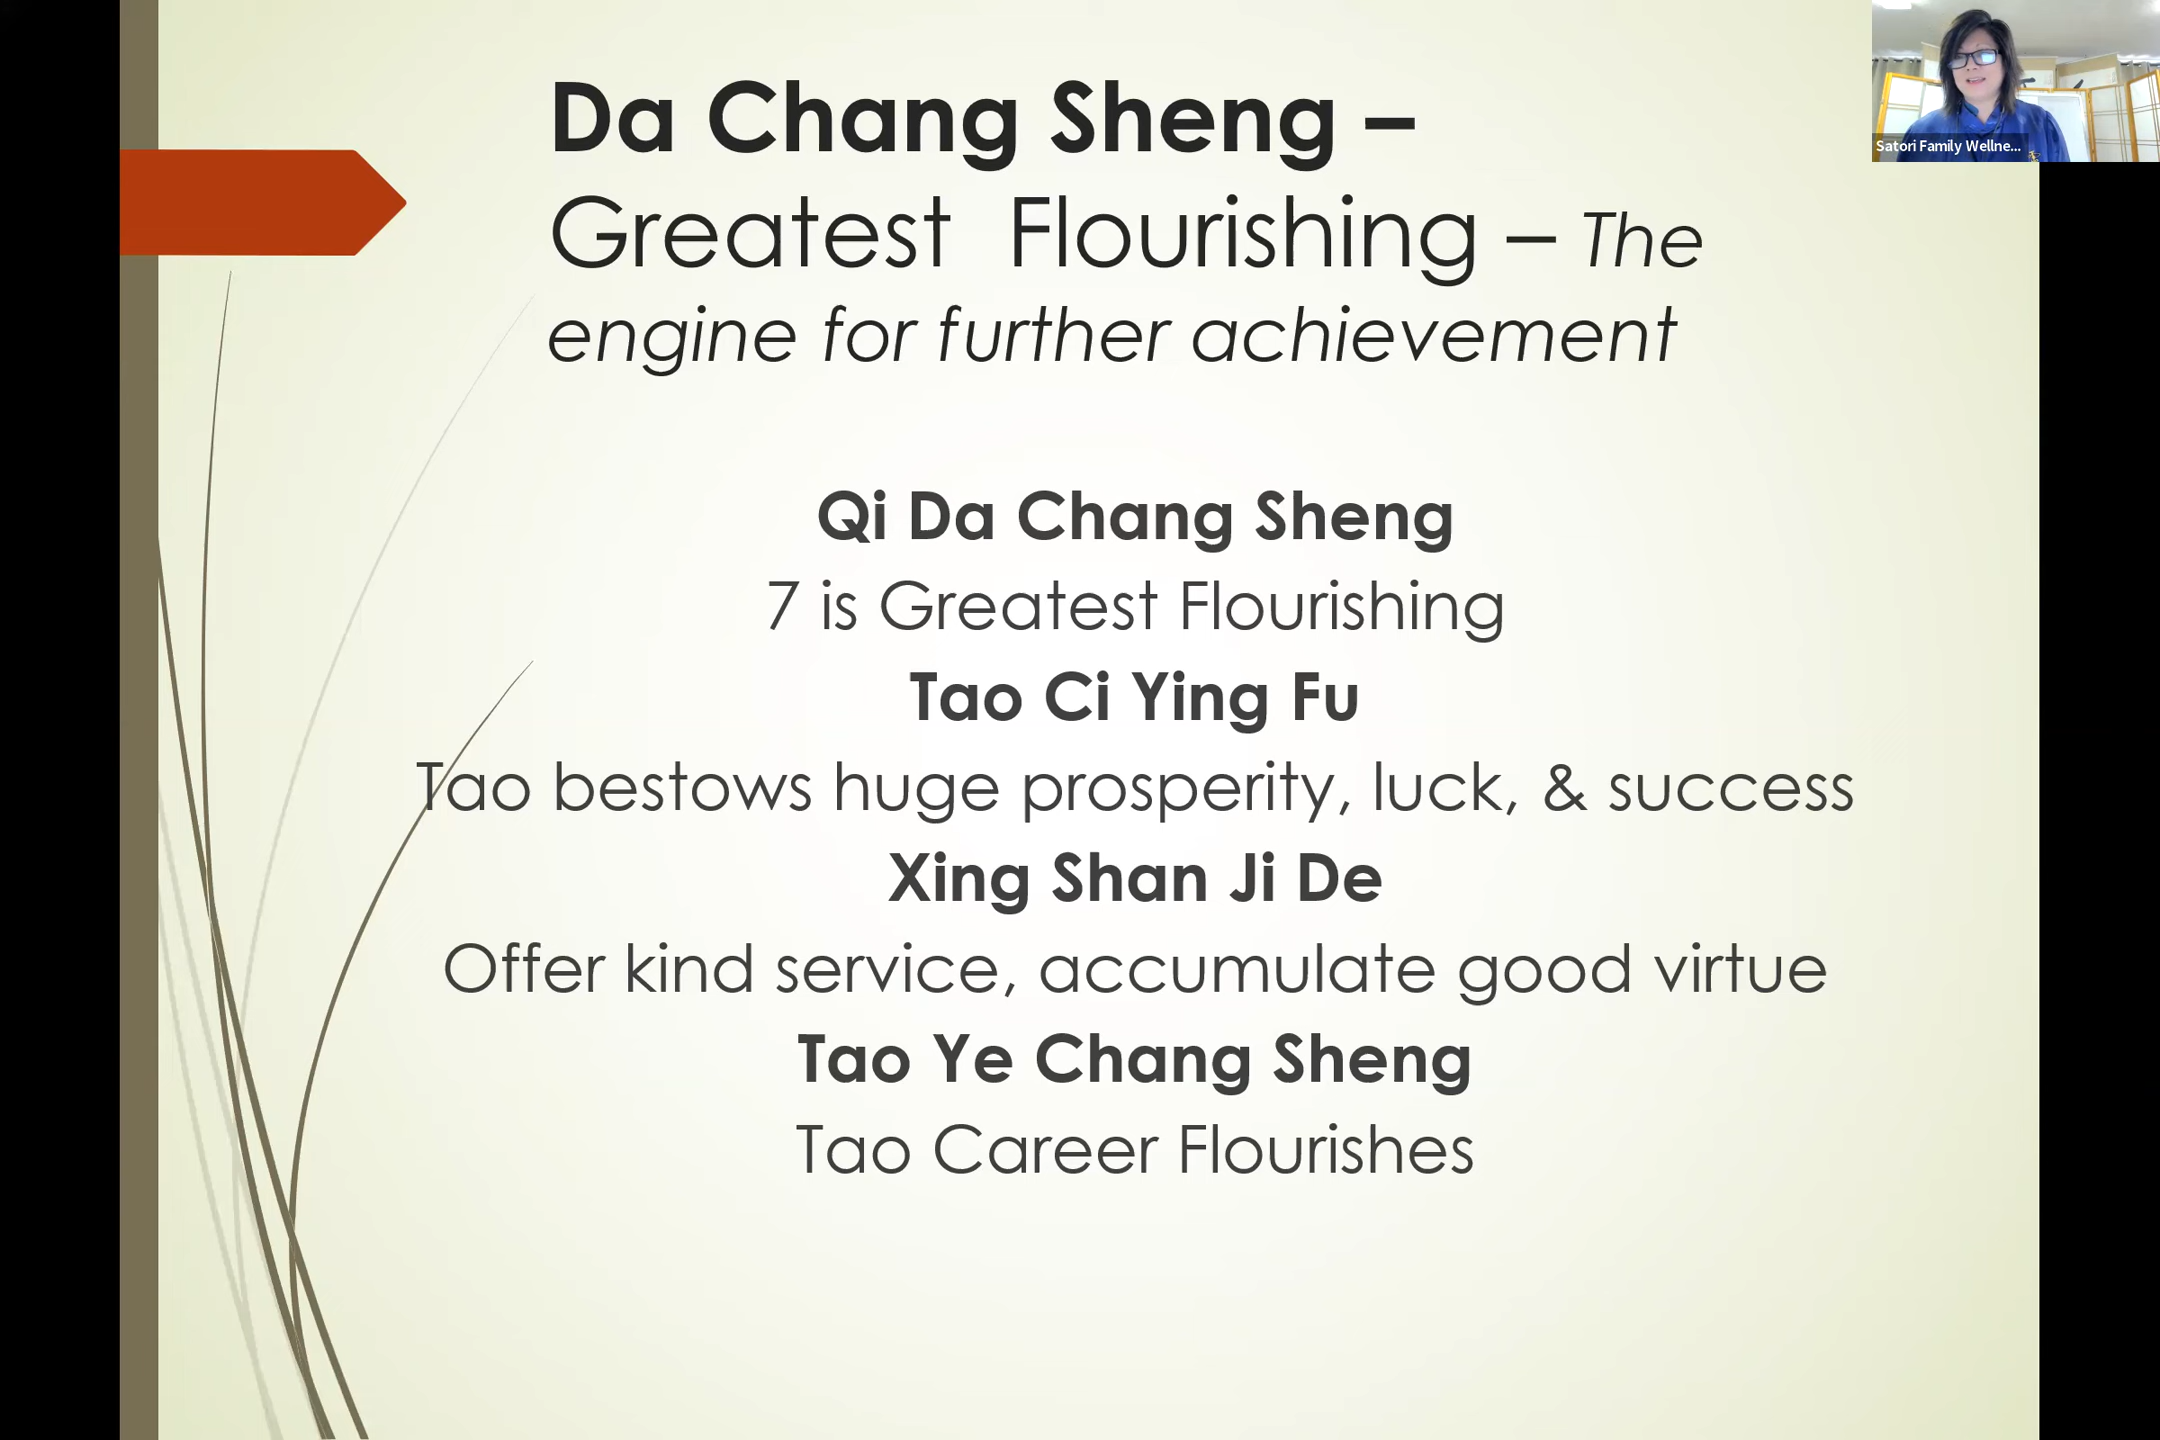 Da Chang Sheng –
Greatest Flourishing – The
engine for further achievement
Qi Da Chang Sheng
7 is Greatest Flourishing
Tao Ci Ying Fu
Tao bestows huge prosperity, luck, & success
Xing Shan Ji De
Offer kind service, accumulate good virtue
Tao Ye Chang Sheng
Tao Career Flourishes
Satori Family Wellne...